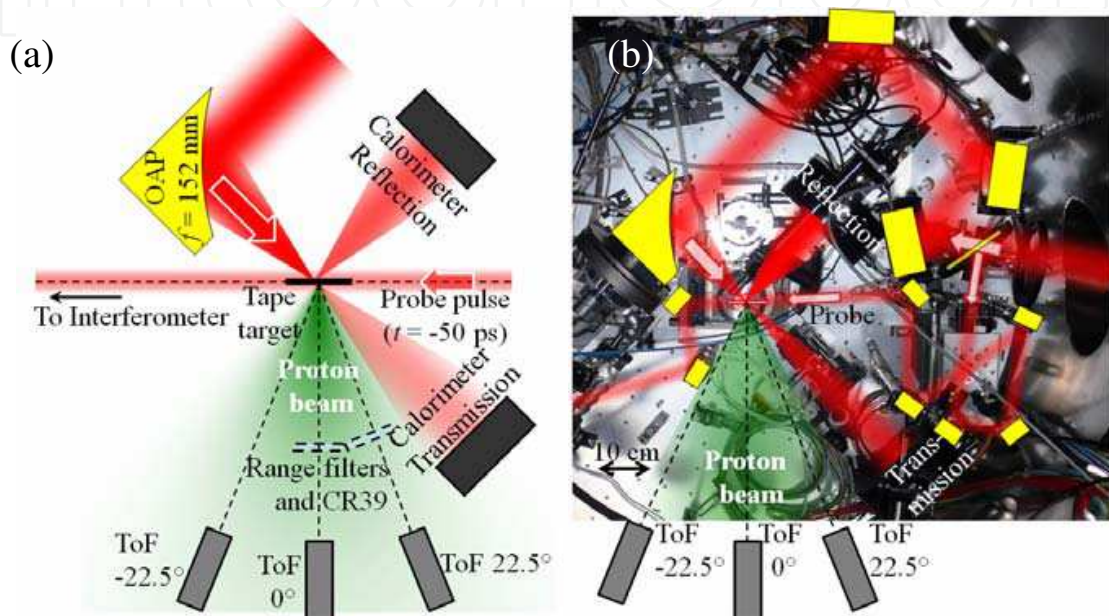 (a)
OAP
f = 152 mm
Calorimeter
Reflection
Tape
target
To Interferometer
Probe pulse
(t = -50 ps)
Proton
beam
Calorimeter
Transmission
Range filters
and CR39
ToF
-22.5°
ToF
0°
ToF 22.5°
(b)
Reflection
Probe
10 cm
Proton
beam
Trans-
mission-
ToF
-22.5°
ToF
0°
ToF
22.5°